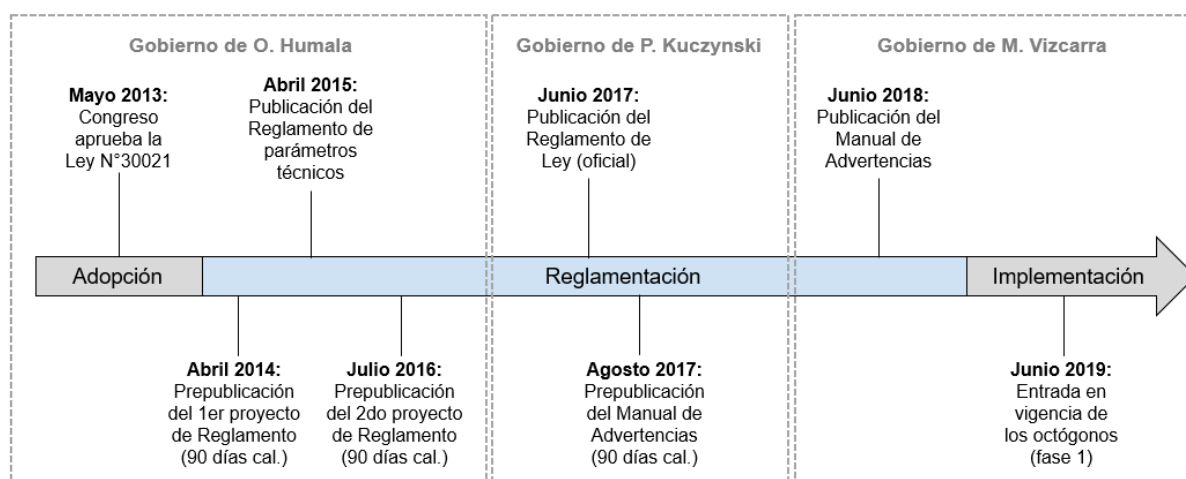 Gobierno de O. Humala
Gobierno de P. Kuczynski
Gobierno de M. Vizcarra
Mayo 2013:
Congreso
aprueba la
Ley N°30021
Abril 2015:
Publicación del
Reglamento de
parámetros
técnicos
Junio 2017:
Publicación del
Reglamento de
Ley (oficial)
Junio 2018:
Publicación del
Manual de
Advertencias
Adopción
Reglamentación
Implementación
Abril 2014:
Prepublicación
del 1er proyecto
de Reglamento
(90 días cal.)
Julio 2016:
Prepublicación
del 2do proyecto
de Reglamento
(90 días cal.)
Agosto 2017:
Prepublicación
del Manual de
Advertencias
(90 días cal.)
Junio 2019:
Entrada en
vigencia de
los octógonos
(fase 1)